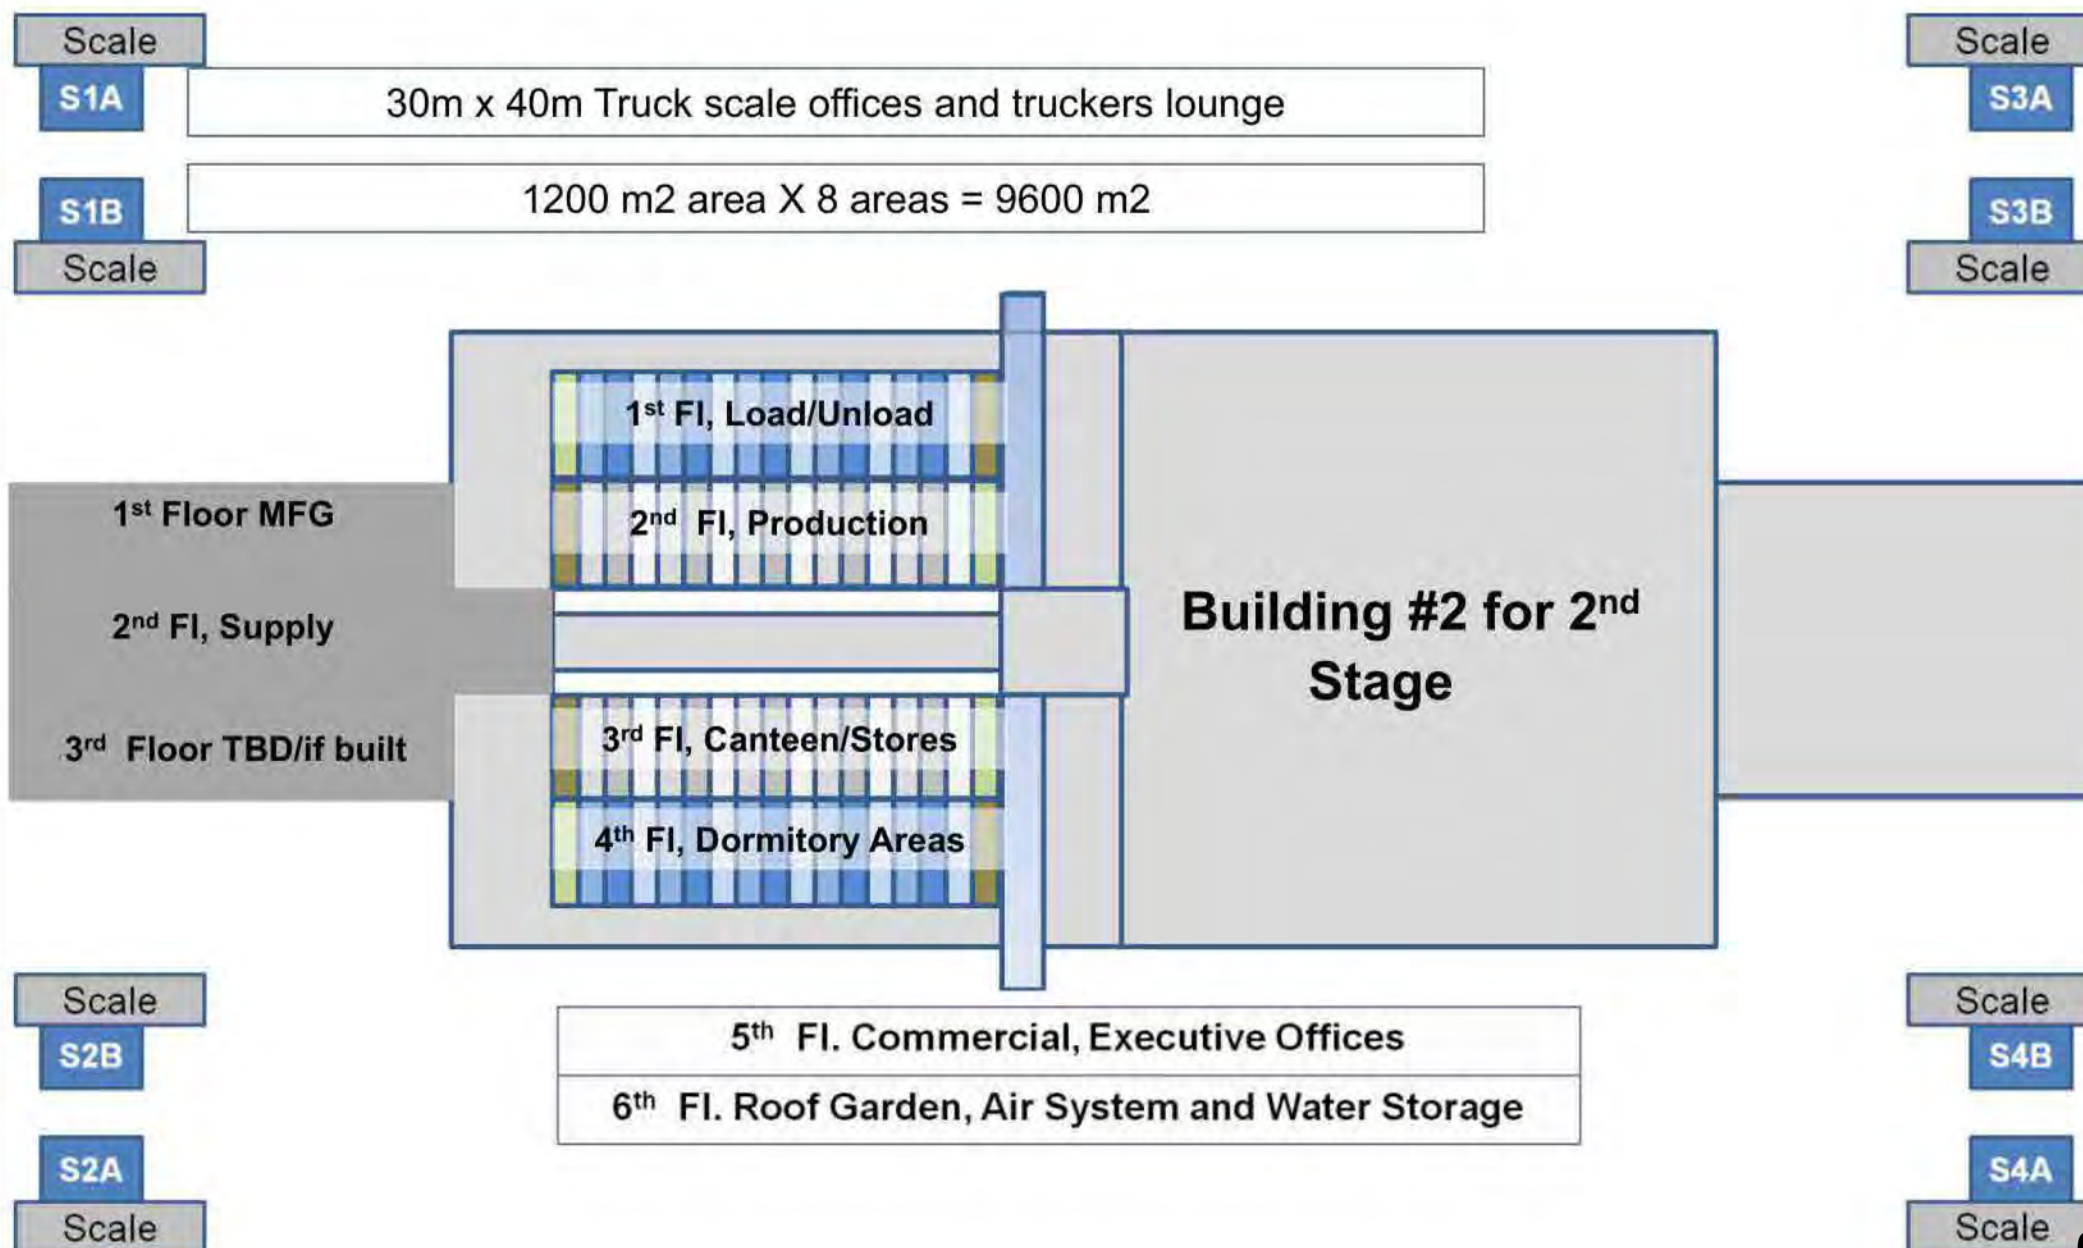 Scale
Scale
S1A
30m x 40m Truck scale offices and truckers lounge
S3A
S1B
1200 m2 area X 8 areas = 9600 m2
S3B
Scale
Scale
1st Fl, Load/Unload
1st Floor MFG
2nd Fl, Production
2nd Fl, Supply
Building #2 for 2nd
Stage
3rd Floor TBD/if built
3rd Fl, Canteen/Stores
4th Fl, Dormitory Areas
Scale
Scale
5th Fl. Commercial, Executive Offices
S2B
S4B
6th Fl. Roof Garden, Air System and Water Storage
S2A
S4A
Scale
Scale